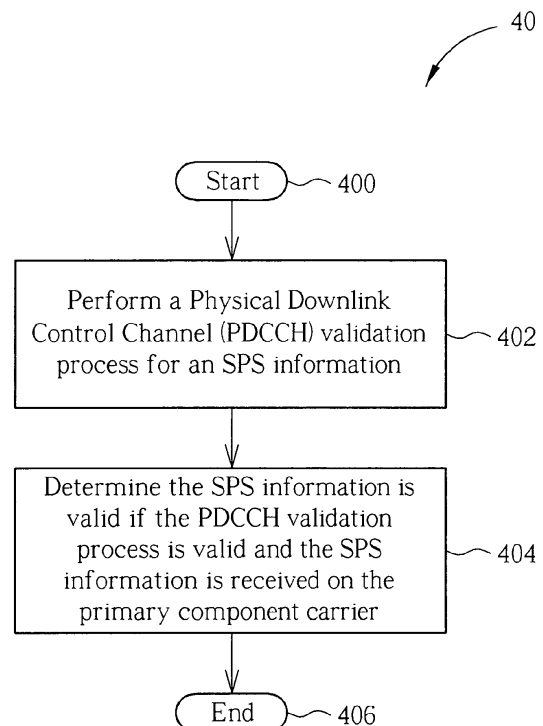 40
Start
400
Perform a Physical Downlink
Control Channel (PDCCH) validation
process for an SPS information
402
Determine the SPS information is
valid if the PDCCH validation
process is valid and the SPS
information is received on the
primary component carrier
404
End
406